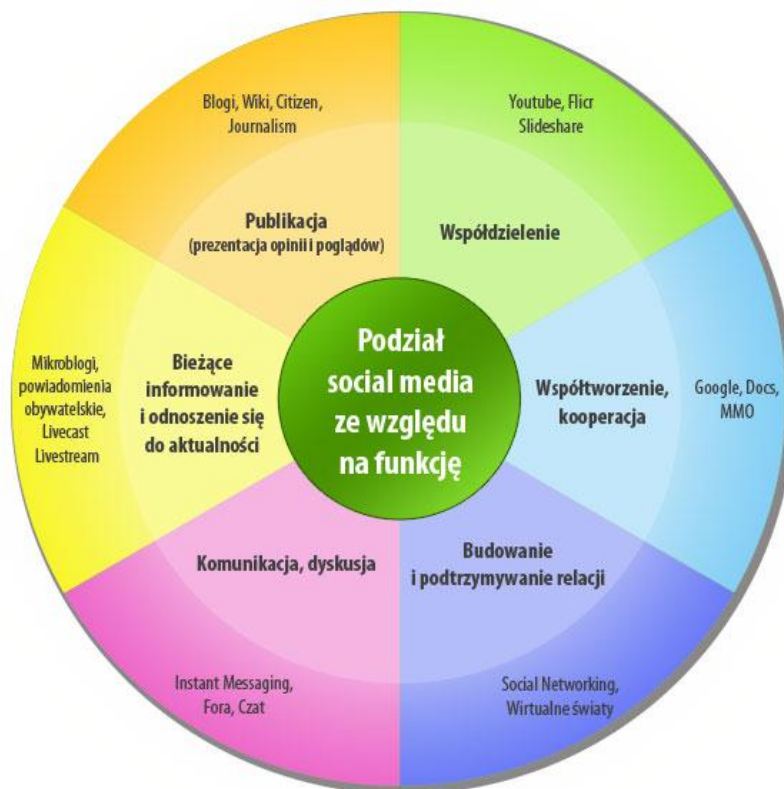 Podział
social media
ze względu
na funkcję
Blogi, Wiki, Citizen,
Journalism
Publikacja
(prezentacja opinii i poglądów)
Youtube, Flicr
Slideshare
Współdzielenie
Współtworzenie,
kooperacja
Google, Docs,
MMO
Budowanie
i podtrzymywanie relacji
Social Networking,
Wirtualne światy
Komunikacja, dyskusja
Instant Messaging,
Fora, Czat
Bieżące
informowanie
i odnoszenie się
do aktualności
Mikroblogi,
powiadomienia
obywatelskie,
Livecast
Livestream